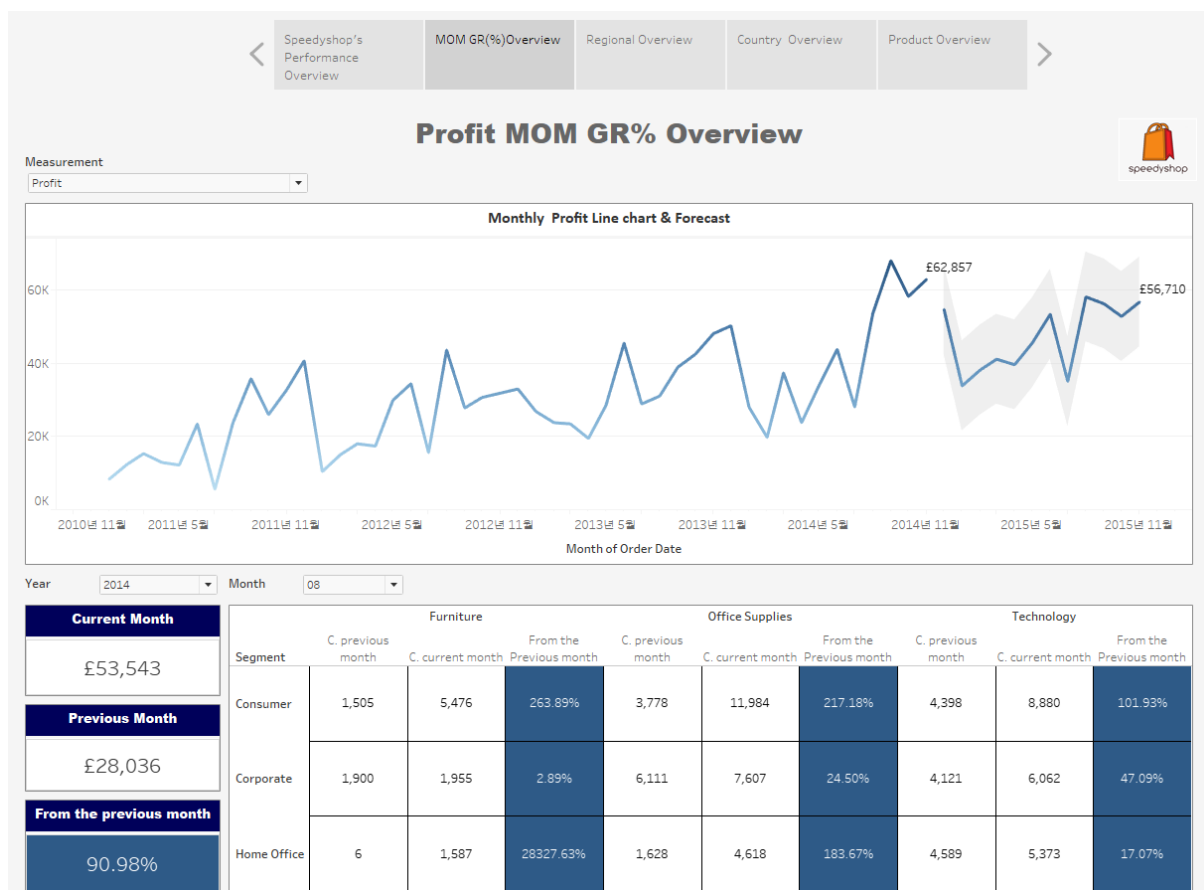 Speedyshop's
Performance
Overview
MOM GR(%)Overview
Regional Overview
Country Overview
Product Overview
Profit MOM GR% Overview
speedyshop
Measurement
Profit
Monthly Profit Line chart & Forecast
£62,857
£56,710
60K
40K
20K
0K
2010년 11월 2011년 5월 2011년 11월 2012년 5월 2012년 11월 2013년 5월 2013년 11월 2014년 5월 2014년 11월 2015년 5월 2015년 11월
Month of Order Date
Year 2014 Month 08
Current Month
£53,543
Previous Month
£28,036
From the previous month
90.98%
Furniture Office Supplies Technology
C. previous From the C. previous From the C. previous From the
Segment month C. current month Previous month month C. current month Previous month month C. current month Previous month
Consumer 1,505 5,476 263.89% 3,778 11,984 217.18% 4,398 8,880 101.93%
Corporate 1,900 1,955 2.89% 6,111 7,607 24.50% 4,121 6,062 47.09%
Home Office 6 1,587 28327.63% 1,628 4,618 183.67% 4,589 5,373 17.07%